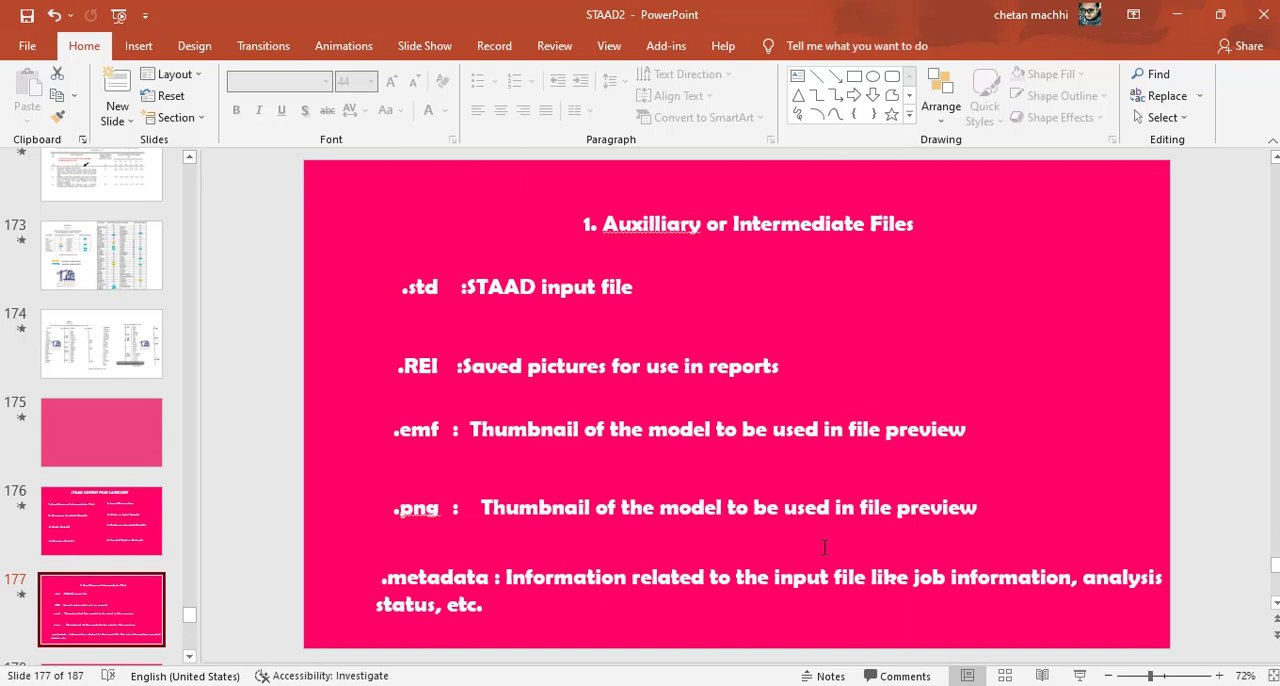 STAAD2 - PowerPoint
chetan machhi
File Home Insert Design Transitions Animations Slide Show Record Review View Add-ins Help Tell me what you want to do Share
Paste
Clipboard
New Slide
Layout
Reset
Section
Slides
44
B I U S abc AV Aa A
Font
Text Direction
Align Text
Convert to SmartArt
Paragraph
Arrange
Quick Styles
Shape Fill
Shape Outline
Shape Effects
Drawing
Find
Replace
Select
Editing
173
174
175
176
177
1. Auxilliary or Intermediate Files
.std :STAAD input file
.REI :Saved pictures for use in reports
.emf : Thumbnail of the model to be used in file preview
.png : Thumbnail of the model to be used in file preview
.metadata : Information related to the input file like job information, analysis
status, etc.
Slide 177 of 187 English (United States) Accessibility: Investigate Notes Comments 72%